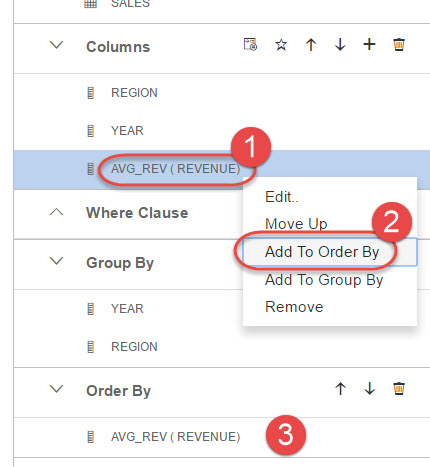 SALES
Columns
REGION
YEAR
AVG_REV ( REVENUE)
1
Edit..
Where Clause
Move Up
2
Add To Order By
Group By
Add To Group By
YEAR
Remove
REGION
Order By
AVG_REV ( REVENUE)
3